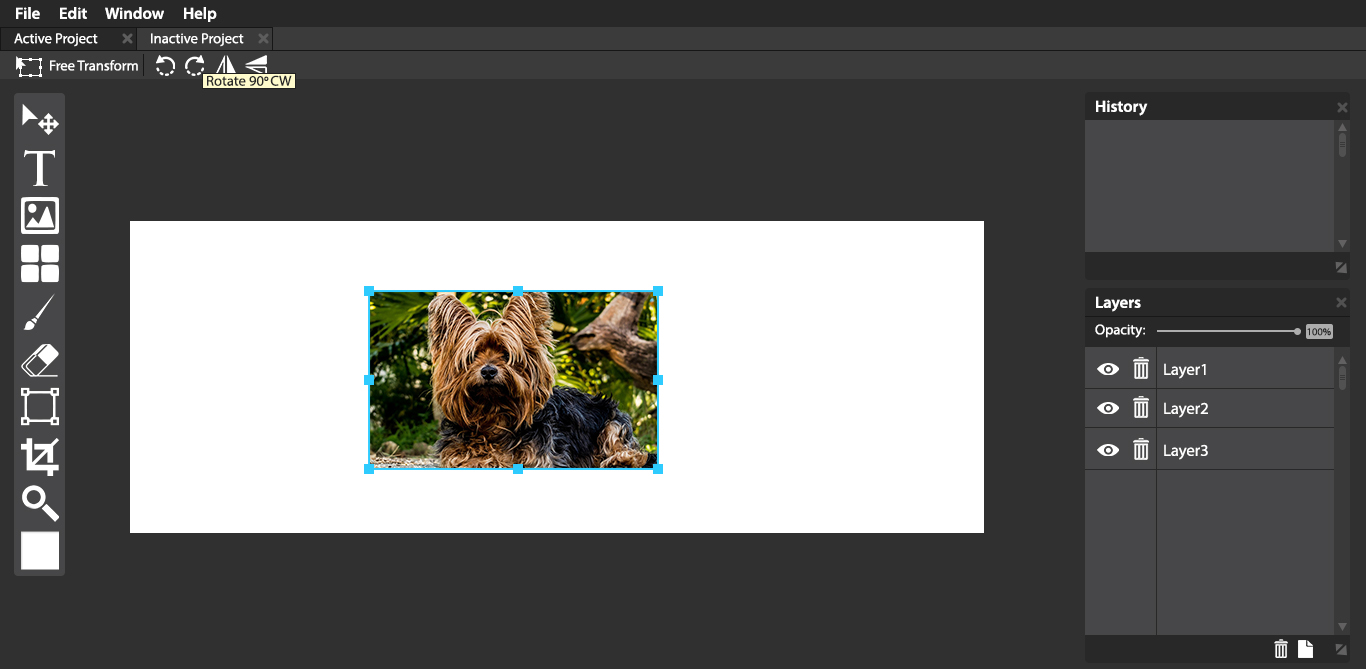 File Edit Window Help
Active Project Inactive Project
Free Transform
Rotate 90° CW
T
History
Layers
Opacity: 100%
Layer1
Layer2
Layer3